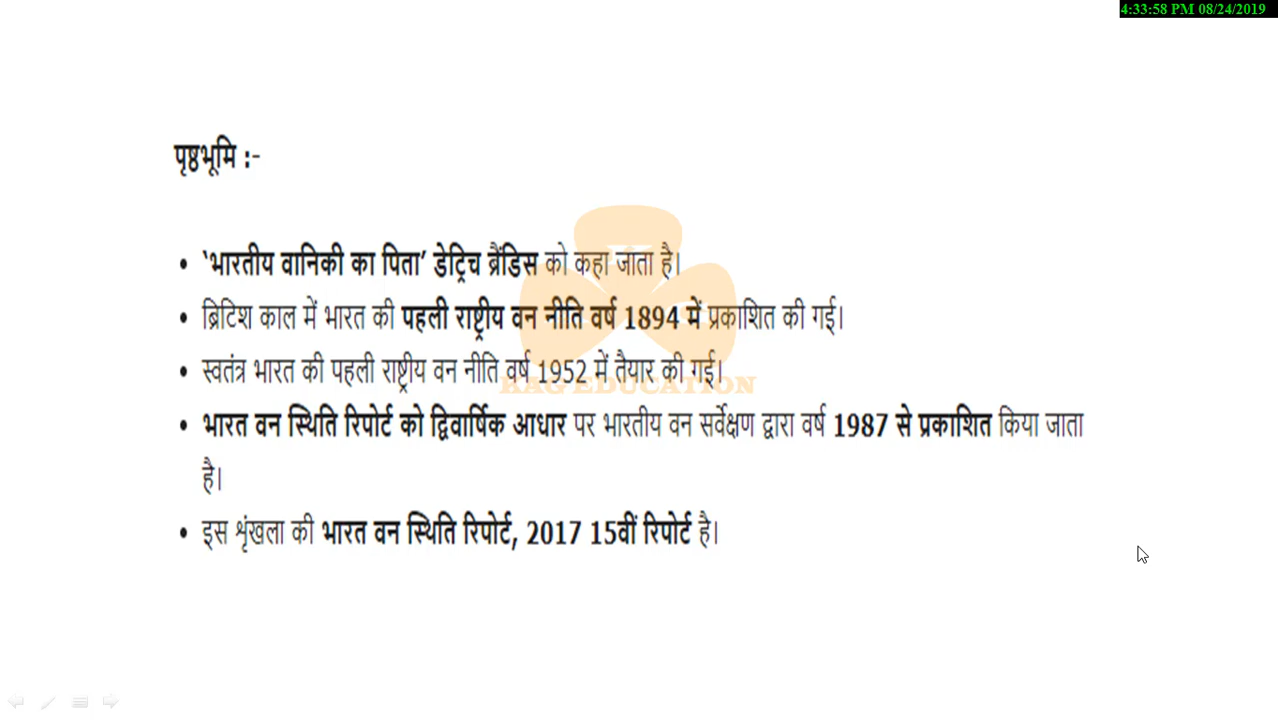 4:33:58 PM 08/24/2019
पृष्ठभूमि :-
• ‘भारतीय वानिकी का पिता’ डेट्रिच ब्रैंडिस को कहा जाता है।
• ब्रिटिश काल में भारत की पहली राष्ट्रीय वन नीति वर्ष 1894 में प्रकाशित की गई।
• स्वतंत्र भारत की पहली राष्ट्रीय वन नीति वर्ष 1952 में तैयार की गई।
KAG EDUCATION
• भारत वन स्थिति रिपोर्ट को द्विवार्षिक आधार पर भारतीय वन सर्वेक्षण द्वारा वर्ष 1987 से प्रकाशित किया जाता
है।
• इस शृंखला की भारत वन स्थिति रिपोर्ट, 2017 15वीं रिपोर्ट है।